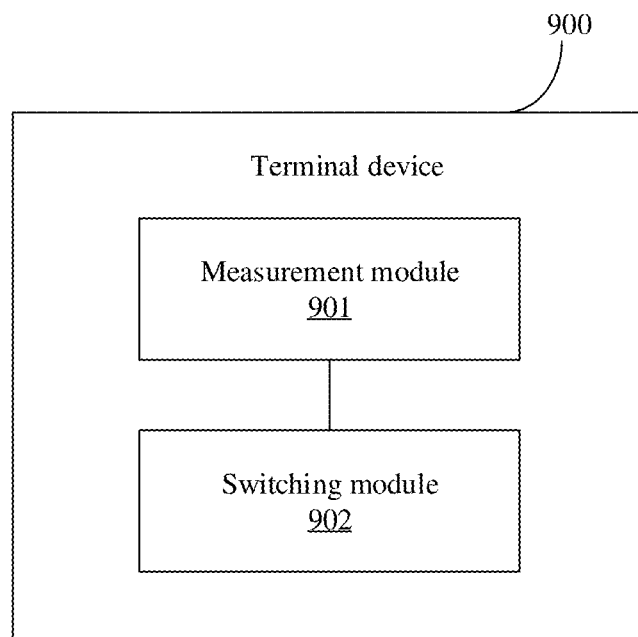 900
Terminal device
Measurement module
901
Switching module
902